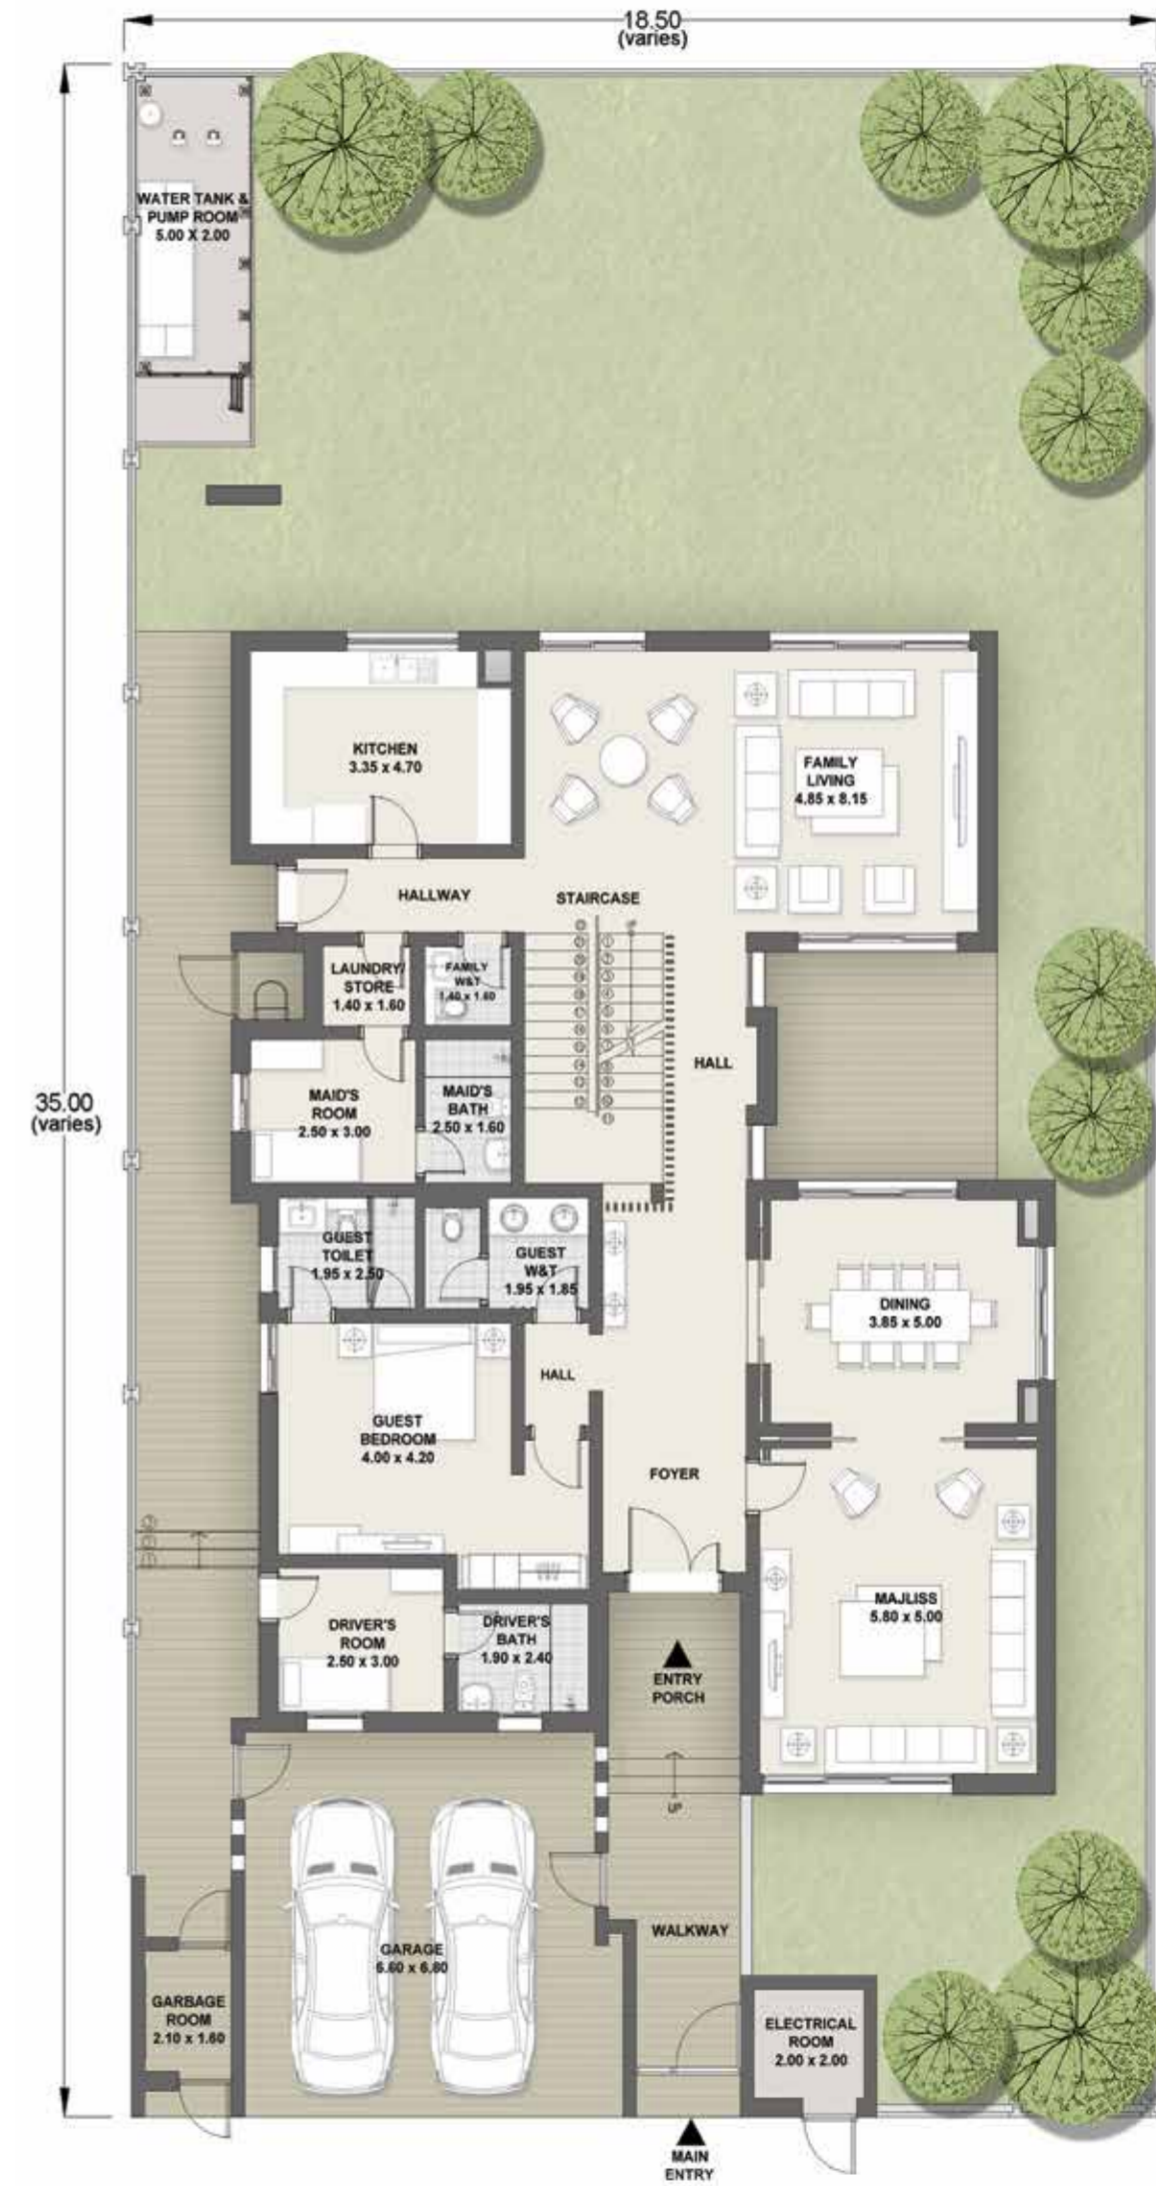 18.50
(varies)
WATER TANK &
PUMP ROOM
5.00 X 2.00
35.00
(varies)
KITCHEN
3.35 x 4.70
FAMILY
LIVING
4.85 x 8.15
HALLWAY
STAIRCASE
LAUNDRY/
STORE
1.40 x 1.60
FAMILY
W&T
1.40 x 1.60
HALL
MAID'S
ROOM
2.50 x 3.00
MAID'S
BATH
2.50 x 1.60
GUEST
TOILET
1.95 x 2.50
GUEST
W&T
1.95 x 1.85
DINING
3.85 x 5.00
HALL
GUEST
BEDROOM
4.00 x 4.20
FOYER
MAJLISS
5.80 x 5.00
DRIVER'S
ROOM
2.50 x 3.00
DRIVER'S
BATH
1.90 x 2.40
ENTRY
PORCH
UP
WALKWAY
GARAGE
6.60 x 6.80
GARBAGE
ROOM
2.10 x 1.60
ELECTRICAL
ROOM
2.00 x 2.00
MAIN
ENTRY